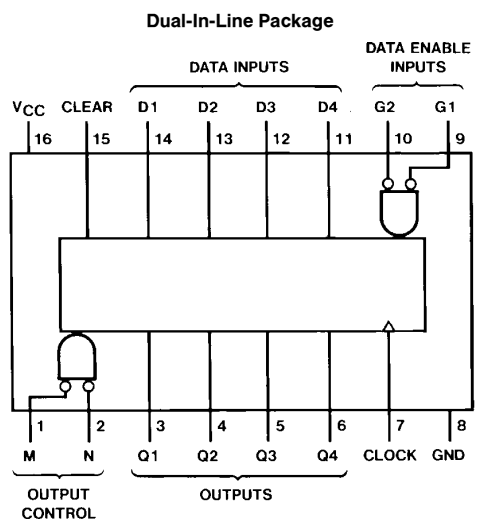 Dual-In-Line Package
DATA INPUTS
DATA ENABLE
INPUTS
VCC CLEAR D1 D2 D3 D4 G2 G1
16 15 14 13 12 11 10 9
1 2 3 4 5 6 7 8
M N Q1 Q2 Q3 Q4 CLOCK GND
OUTPUT
CONTROL
OUTPUTS